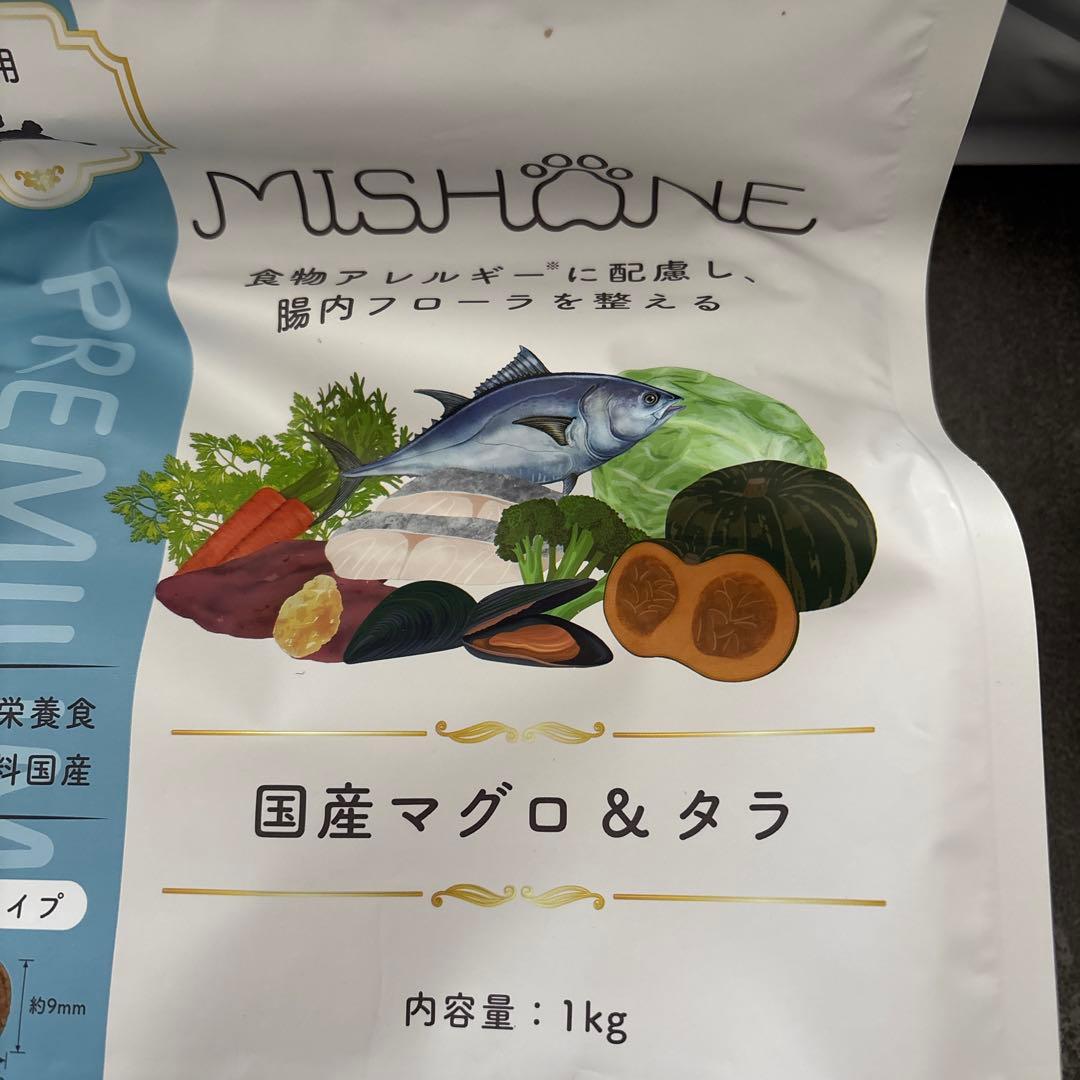 用
MISHONE
食物アレルギー※に配慮し、
腸内フローラを整える
PREMIUM
栄養食
料国産
国産マグロ & タラ
イプ
約9mm
内容量：1kg